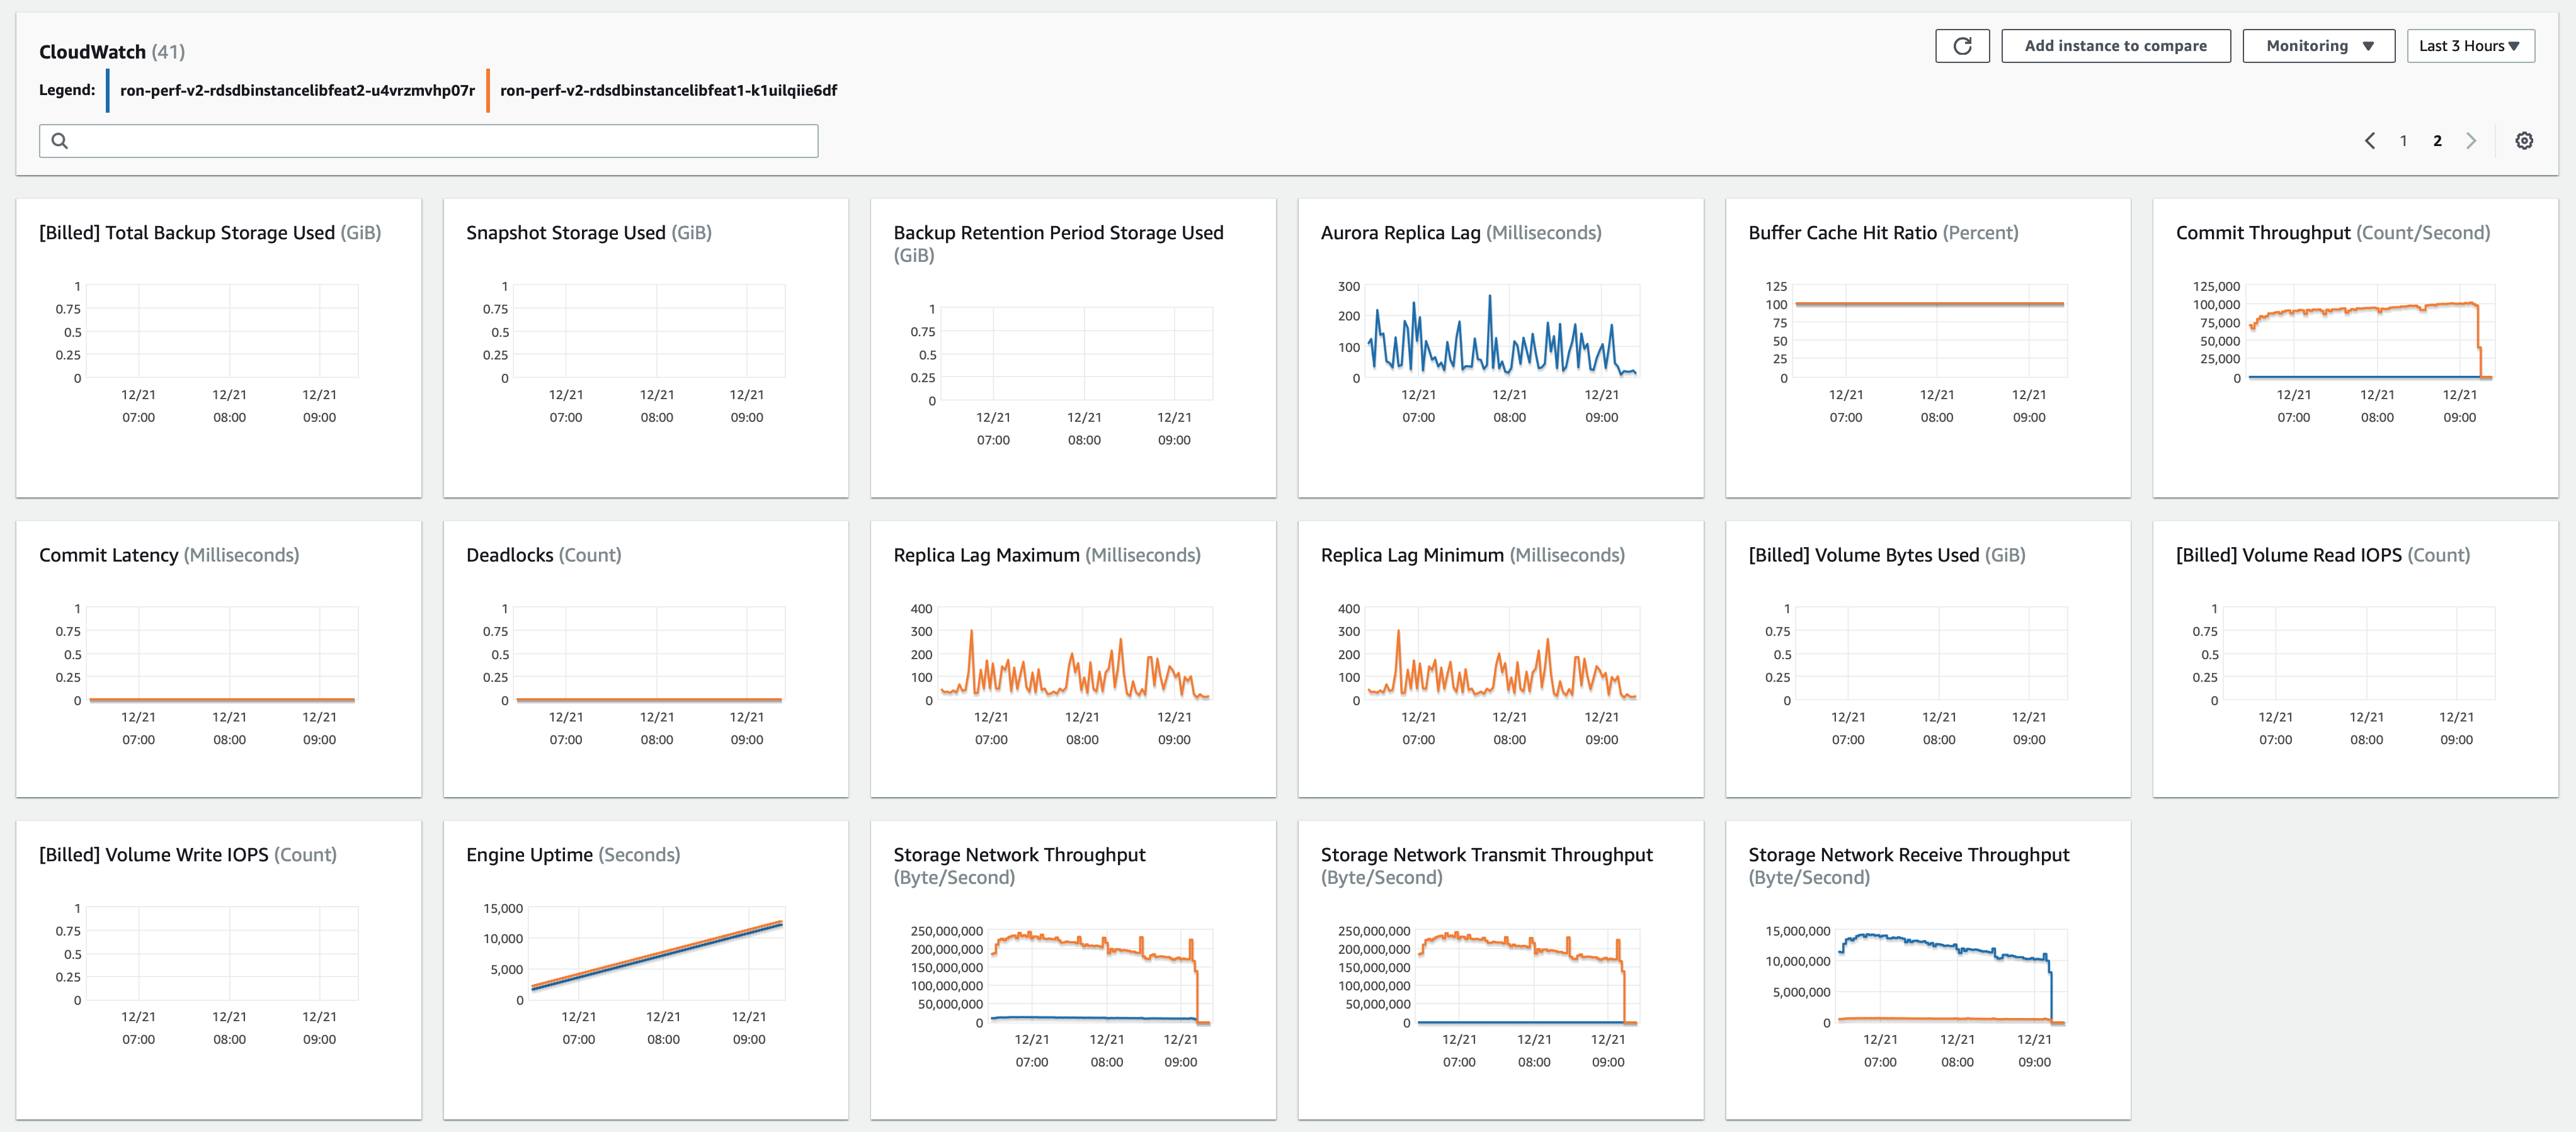 CloudWatch (41)
Add instance to compare
Monitoring
Last 3 Hours
Legend:
ron-perf-v2-rdsdbinstancelibfeat2-u4vrzmvhp07r
ron-perf-v2-rdsdbinstancelibfeat1-k1uilqiie6df
1
2
[Billed] Total Backup Storage Used (GiB)
1
0.75
0.5
0.25
0
12/21 12/21 12/21
07:00 08:00 09:00
Snapshot Storage Used (GiB)
1
0.75
0.5
0.25
0
12/21 12/21 12/21
07:00 08:00 09:00
Backup Retention Period Storage Used
(GiB)
1
0.75
0.5
0.25
0
12/21 12/21 12/21
07:00 08:00 09:00
Aurora Replica Lag (Milliseconds)
300
200
100
0
12/21 12/21 12/21
07:00 08:00 09:00
Buffer Cache Hit Ratio (Percent)
125
100
75
50
25
0
12/21 12/21 12/21
07:00 08:00 09:00
Commit Throughput (Count/Second)
125,000
100,000
75,000
50,000
25,000
0
12/21 12/21 12/21
07:00 08:00 09:00
Commit Latency (Milliseconds)
1
0.75
0.5
0.25
0
12/21 12/21 12/21
07:00 08:00 09:00
Deadlocks (Count)
1
0.75
0.5
0.25
0
12/21 12/21 12/21
07:00 08:00 09:00
Replica Lag Maximum (Milliseconds)
400
300
200
100
0
12/21 12/21 12/21
07:00 08:00 09:00
Replica Lag Minimum (Milliseconds)
400
300
200
100
0
12/21 12/21 12/21
07:00 08:00 09:00
[Billed] Volume Bytes Used (GiB)
1
0.75
0.5
0.25
0
12/21 12/21 12/21
07:00 08:00 09:00
[Billed] Volume Read IOPS (Count)
1
0.75
0.5
0.25
0
12/21 12/21 12/21
07:00 08:00 09:00
[Billed] Volume Write IOPS (Count)
1
0.75
0.5
0.25
0
12/21 12/21 12/21
07:00 08:00 09:00
Engine Uptime (Seconds)
15,000
10,000
5,000
0
12/21 12/21 12/21
07:00 08:00 09:00
Storage Network Throughput
(Byte/Second)
250,000,000
200,000,000
150,000,000
100,000,000
50,000,000
0
12/21 12/21 12/21
07:00 08:00 09:00
Storage Network Transmit Throughput
(Byte/Second)
250,000,000
200,000,000
150,000,000
100,000,000
50,000,000
0
12/21 12/21 12/21
07:00 08:00 09:00
Storage Network Receive Throughput
(Byte/Second)
15,000,000
10,000,000
5,000,000
0
12/21 12/21 12/21
07:00 08:00 09:00